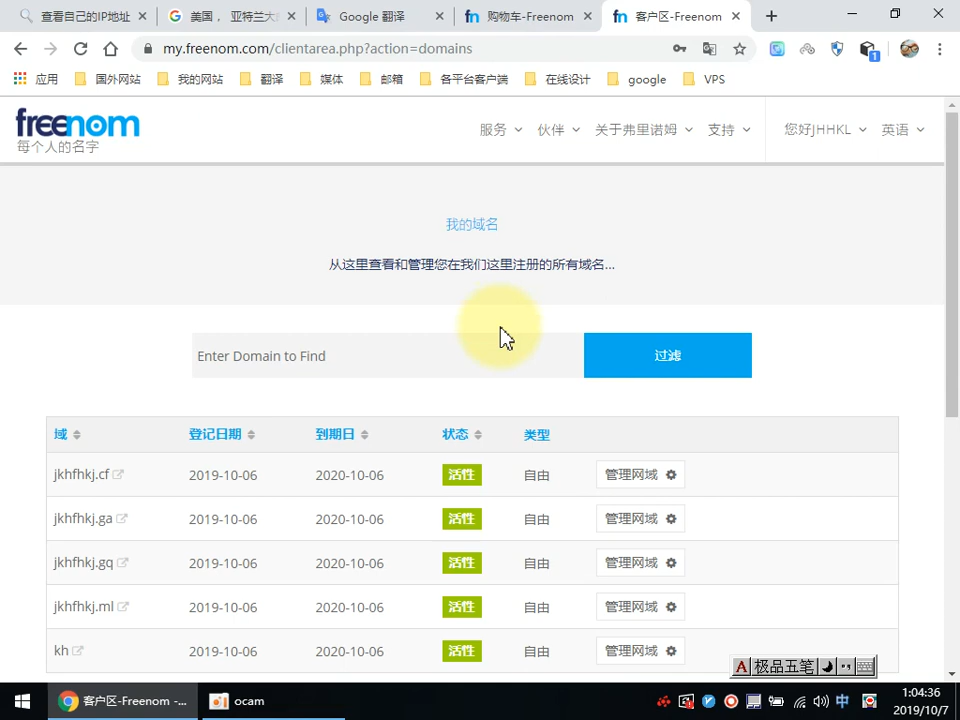 查看自己的IP地址
美国， 亚特兰大
Google 翻译
购物车-Freenom
客户区-Freenom
my.freenom.com/clientarea.php?action=domains
应用
国外网站
我的网站
翻译
媒体
邮箱
各平台客户端
在线设计
google
VPS
freenom
每个人的名字
服务
伙伴
关于弗里诺姆
支持
您好JHHKL
英语
我的域名
从这里查看和管理您在我们这里注册的所有域名...
Enter Domain to Find
过滤
域 登记日期 到期日 状态 类型
jkhfhkj.cf 2019-10-06 2020-10-06 活性 自由 管理网域
jkhfhkj.ga 2019-10-06 2020-10-06 活性 自由 管理网域
jkhfhkj.gq 2019-10-06 2020-10-06 活性 自由 管理网域
jkhfhkj.ml 2019-10-06 2020-10-06 活性 自由 管理网域
kh 2019-10-06 2020-10-06 活性 自由 管理网域
A 极品五笔
客户区-Freenom -...
ocam
中
1:04:36
2019/10/7